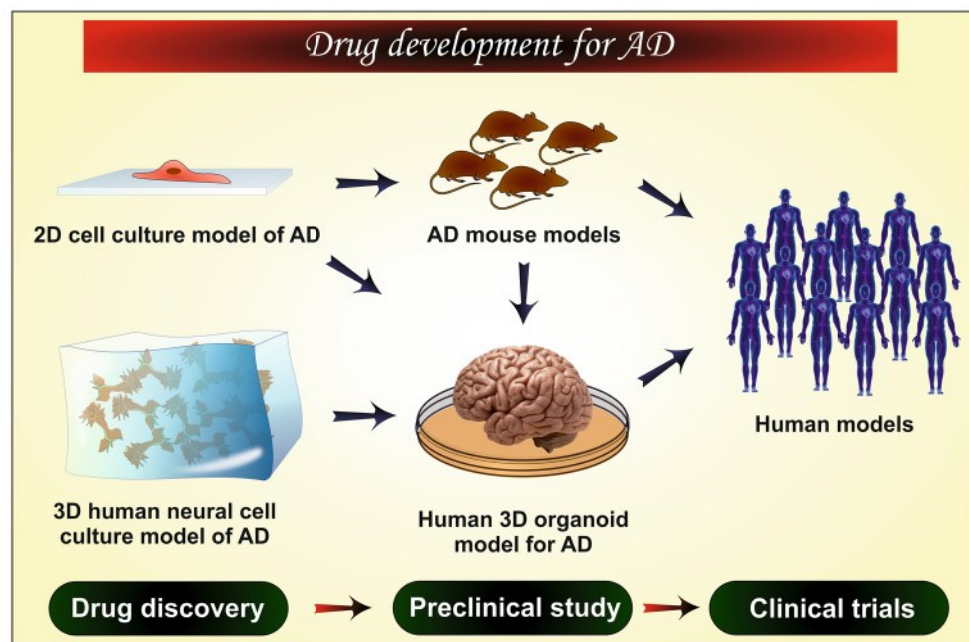 Drug development for AD
2D cell culture model of AD
AD mouse models
3D human neural cell
culture model of AD
Human 3D organoid
model for AD
Human models
Drug discovery
Preclinical study
Clinical trials